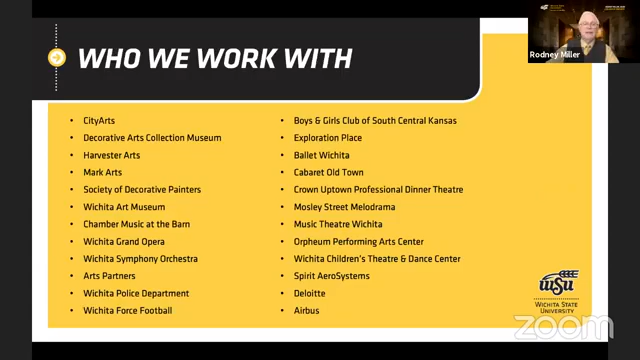 WHO WE WORK WITH
Rodney Miller
• CityArts
• Decorative Arts Collection Museum
• Harvester Arts
• Mark Arts
• Society of Decorative Painters
• Wichita Art Museum
• Chamber Music at the Barn
• Wichita Grand Opera
• Wichita Symphony Orchestra
• Arts Partners
• Wichita Police Department
• Wichita Force Football
• Boys & Girls Club of South Central Kansas
• Exploration Place
• Ballet Wichita
• Cabaret Old Town
• Crown Uptown Professional Dinner Theatre
• Mosley Street Melodrama
• Music Theatre Wichita
• Orpheum Performing Arts Center
• Wichita Children's Theatre & Dance Center
• Spirit AeroSystems
• Deloitte
• Airbus
wsu
WICHITA STATE
UNIVERSITY
zoom